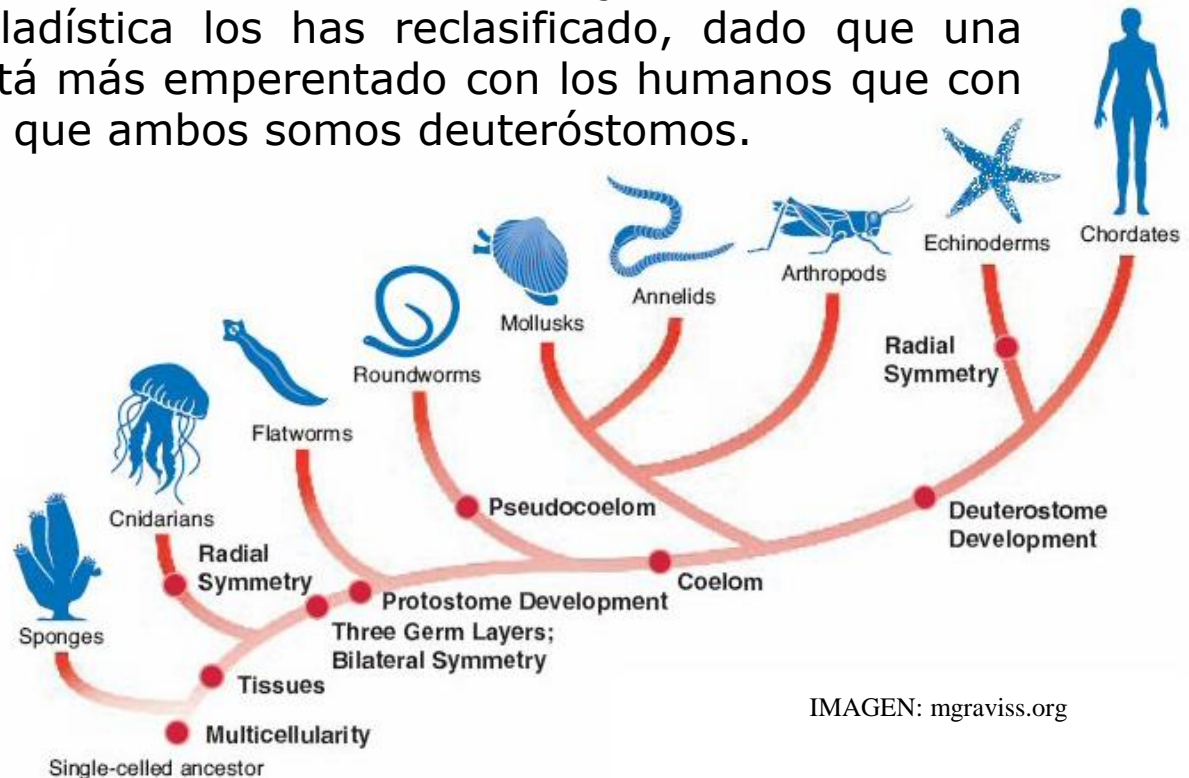 ladística los has reclasificado, dado que una
tá más emperentado con los humanos que con
que ambos somos deuteróstomos.
Chordates
Echinoderms
Arthropods
Annelids
Mollusks
Radial
Symmetry
Roundworms
Flatworms
Pseudocoelom
Deuterostome
Development
Cnidarians
Radial
Symmetry
Coelom
Protostome Development
Three Germ Layers;
Bilateral Symmetry
Sponges
Tissues
IMAGEN: mgraviss.org
Multicellularity
Single-celled ancestor